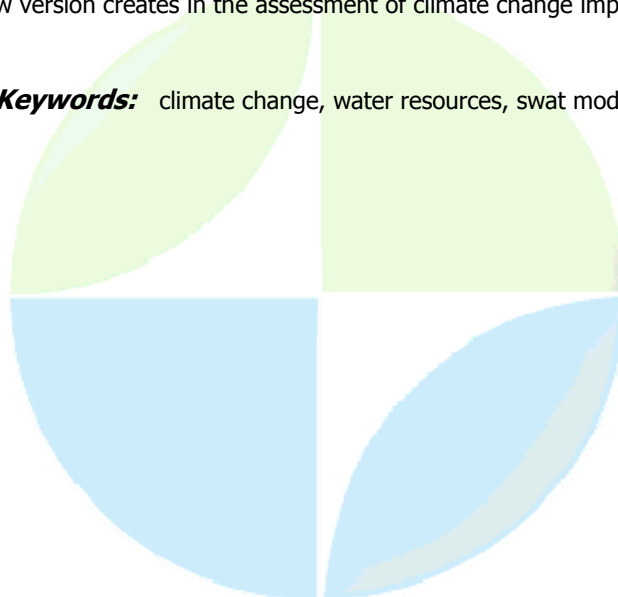 w version creates in the assessment of climate change imp
Keywords: climate change, water resources, swat mod